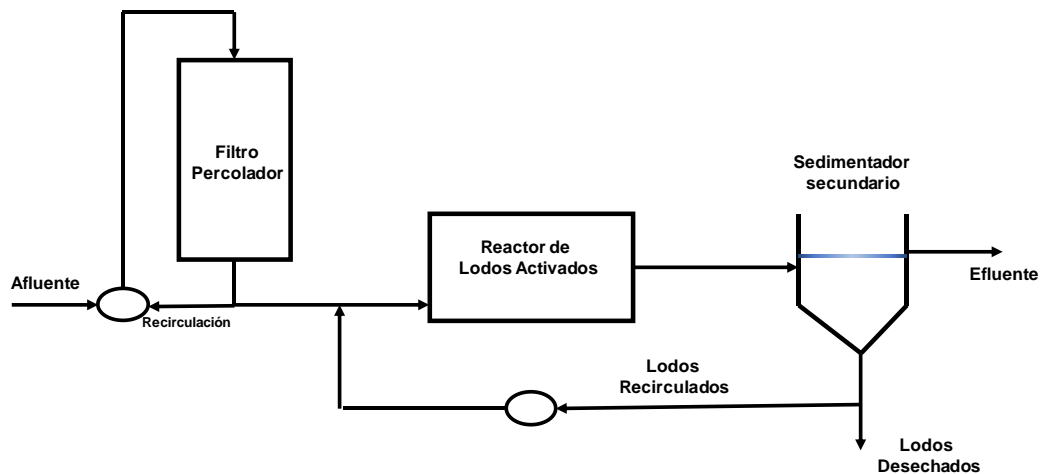 Filtro
Percolador
Sedimentador
secundario
Reactor de
Lodos Activados
Afluente
Efluente
Recirculación
Lodos
Recirculados
Lodos
Desechados